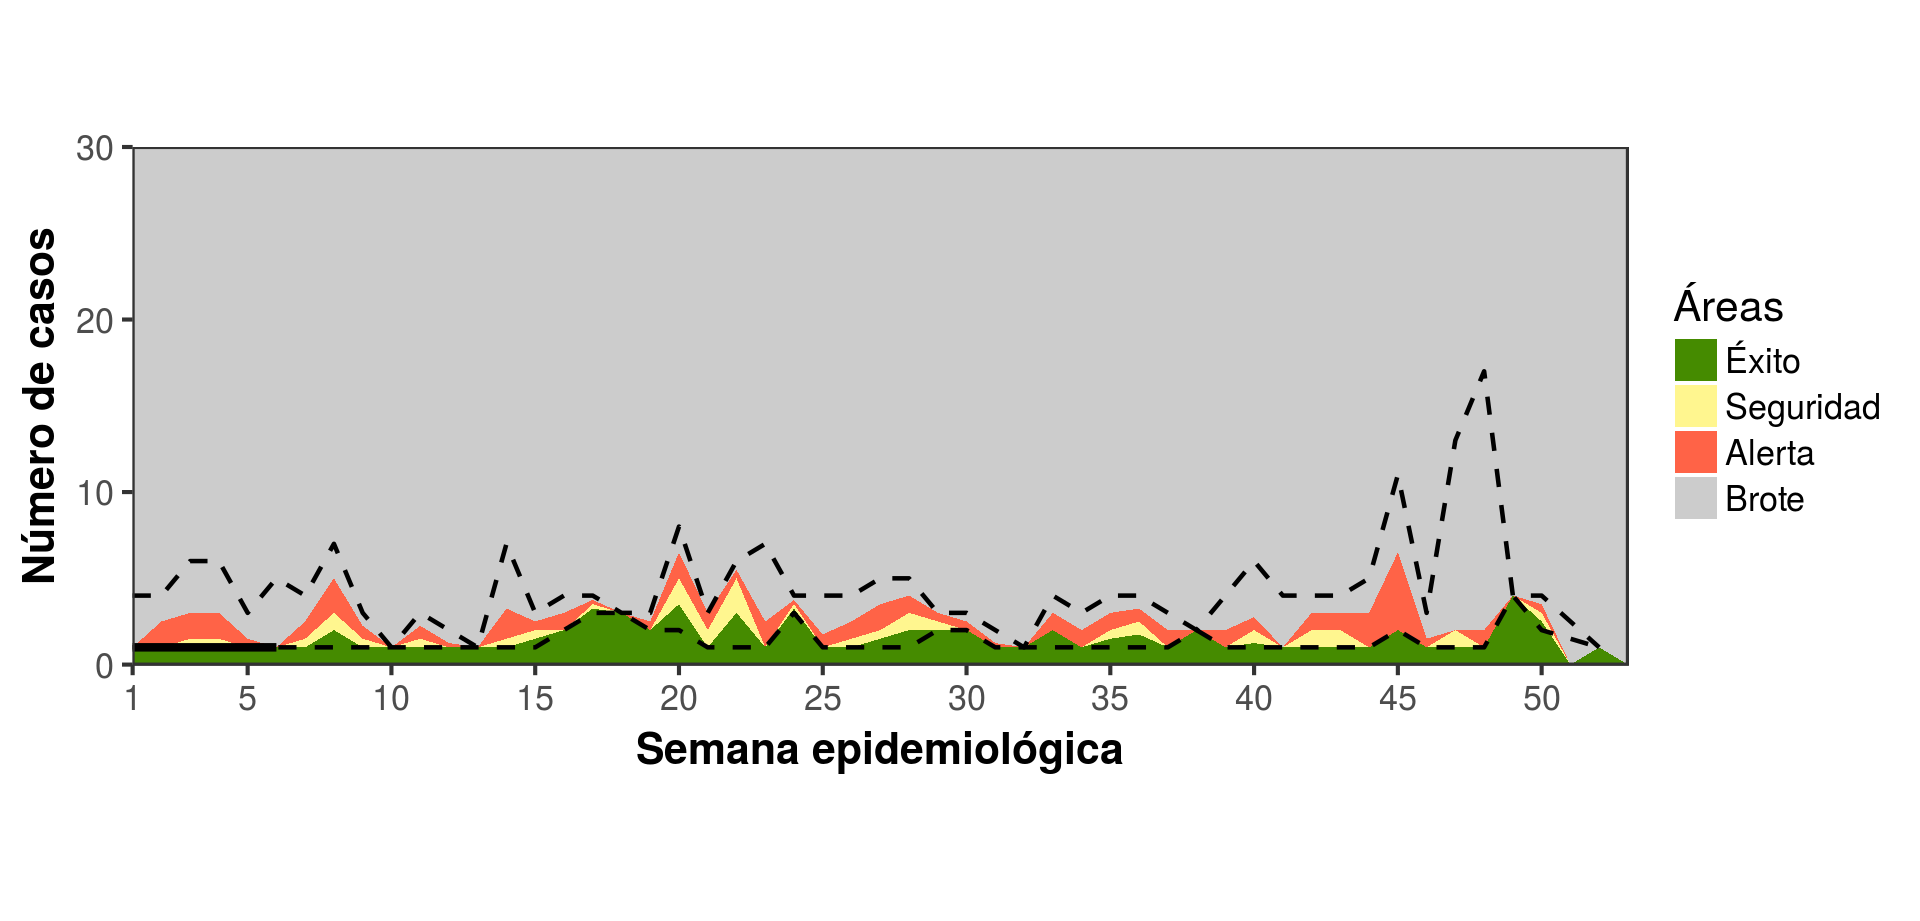 Número de casos
30
20
10
0
1 5 10 15 20 25 30 35 40 45 50
Semana epidemiológica
Áreas
Éxito
Seguridad
Alerta
Brote